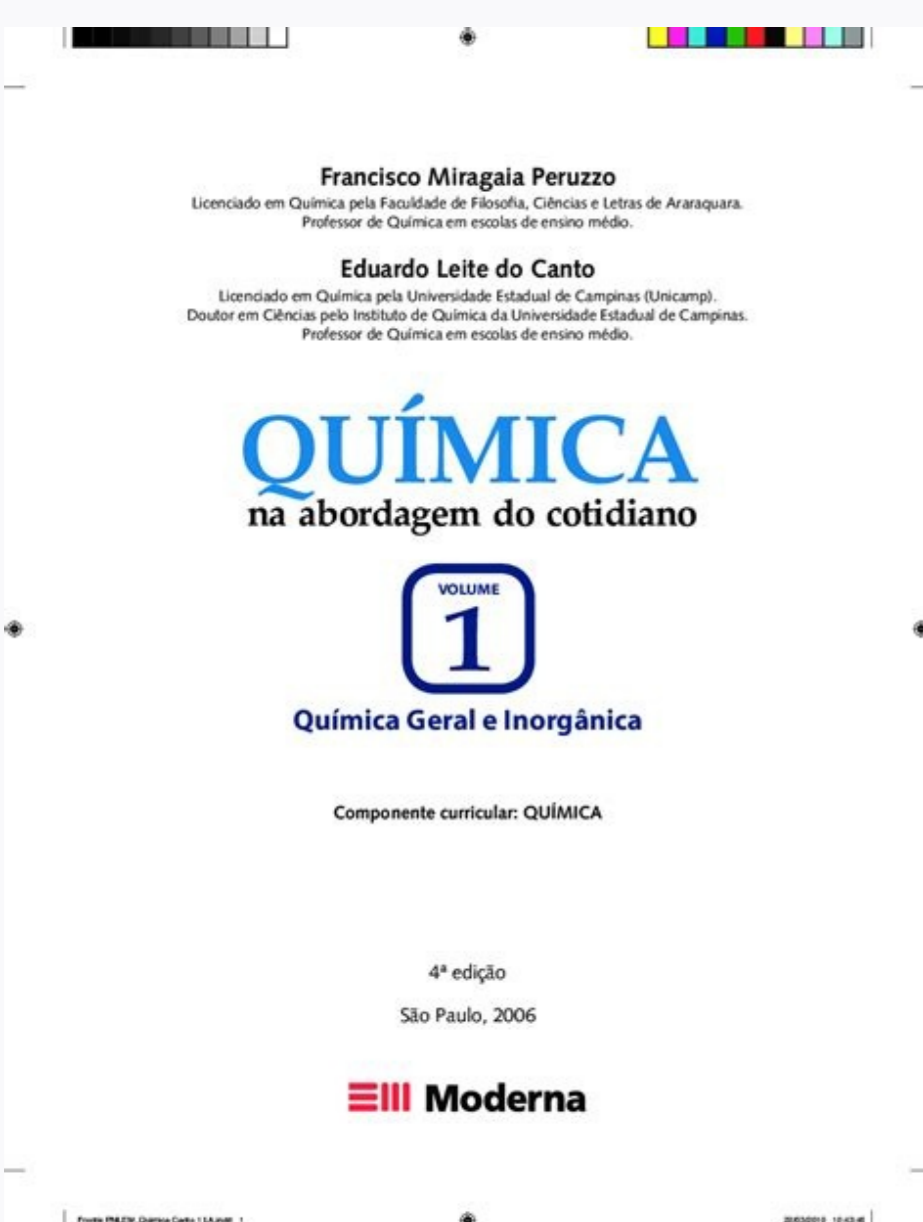 Francisco Miragaia Peruzzo
Licenciado em Química pela Faculdade de Filosofia, Ciências e Letras de Araraquara.
Professor de Química em escolas de ensino médio.
Eduardo Leite do Canto
Licenciado em Química pela Universidade Estadual de Campinas (Unicamp).
Doutor em Ciências pelo Instituto de Química da Universidade Estadual de Campinas.
Professor de Química em escolas de ensino médio.
QUÍMICA
na abordagem do cotidiano
VOLUME
1
Química Geral e Inorgânica
Componente curricular: QUÍMICA
4ª edição
São Paulo, 2006
Moderna